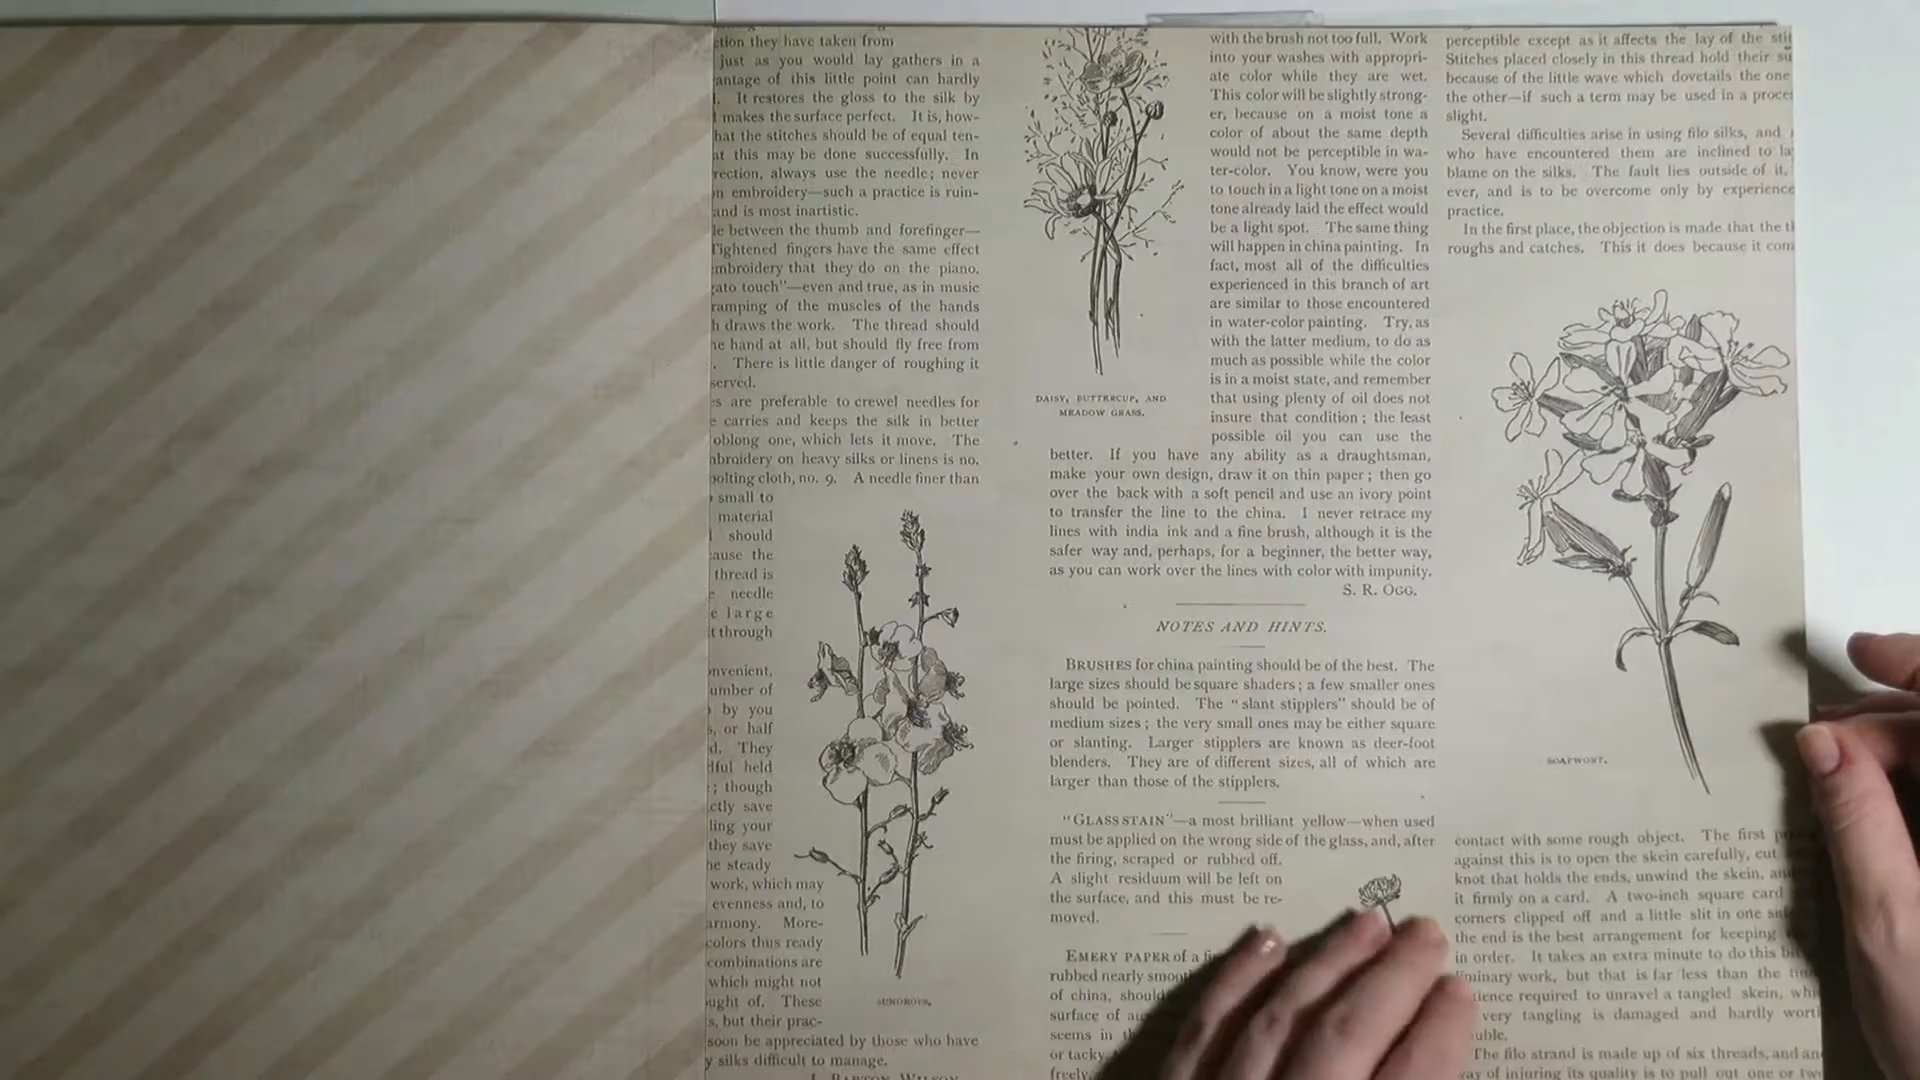 ction they have taken from
just as you would lay gathers in a
antage of this little point can hardly
. It restores the gloss to the silk by
makes the surface perfect. It is, how-
hat the stitches should be of equal ten-
at this may be done successfully. In
rection, always use the needle; never
n embroidery—such a practice is ruin-
and is most inartistic.
le between the thumb and forefinger—
Tightened fingers have the same effect
mbroidery that they do on the piano.
ato touch"—even and true, as in music
ramping of the muscles of the hands
h draws the work. The thread should
he hand at all, but should fly free from
. There is little danger of roughing it
served.
s are preferable to crewel needles for
e carries and keeps the silk in better
oblong one, which lets it move. The
nbroidery on heavy silks or linens is no.
bolting cloth, no. 9. A needle finer than
small to
material
should
ause the
thread is
needle
e large
t through
nvenient,
umber of
by you
s, or half
d. They
dful held
; though
ctly save
ling your
they save
he steady
work, which may
evenness and, to
armony. More-
colors thus ready
combinations are
which might not
ught of. These
s, but their prac-
soon be appreciated by those who have
y silks difficult to manage.
L. BARTON WILSON
SUNDROPS.
DAISY, BUTTERCUP, AND
MEADOW GRASS.
with the brush not too full. Work
into your washes with appropri-
ate color while they are wet.
This color will be slightly strong-
er, because on a moist tone a
color of about the same depth
would not be perceptible in wa-
ter-color. You know, were you
to touch in a light tone on a moist
tone already laid the effect would
be a light spot. The same thing
will happen in china painting. In
fact, most all of the difficulties
experienced in this branch of art
are similar to those encountered
in water-color painting. Try, as
with the latter medium, to do as
much as possible while the color
is in a moist state, and remember
that using plenty of oil does not
insure that condition; the least
possible oil you can use the
better. If you have any ability as a draughtsman,
make your own design, draw it on thin paper; then go
over the back with a soft pencil and use an ivory point
to transfer the line to the china. I never retrace my
lines with india ink and a fine brush, although it is the
safer way and, perhaps, for a beginner, the better way,
as you can work over the lines with color with impunity.
S. R. OGG.
NOTES AND HINTS.
BRUSHES for china painting should be of the best. The
large sizes should be square shaders; a few smaller ones
should be pointed. The "slant stipplers" should be of
medium sizes; the very small ones may be either square
or slanting. Larger stipplers are known as deer-foot
blenders. They are of different sizes, all of which are
larger than those of the stipplers.
"GLASS STAIN"—a most brilliant yellow—when used
must be applied on the wrong side of the glass, and, after
the firing, scraped or rubbed off.
A slight residuum will be left on
the surface, and this must be re-
moved.
EMERY PAPER of a fi
rubbed nearly smoo
of china, should
surface of
seems in
or tacky
freely
perceptible except as it affects the lay of the stit
Stitches placed closely in this thread hold their su
because of the little wave which dovetails the one
the other—if such a term may be used in a proce
slight.
Several difficulties arise in using filo silks, and
who have encountered them are inclined to la
blame on the silks. The fault lies outside of it,
ever, and is to be overcome only by experience
practice.
In the first place, the objection is made that the t
roughs and catches. This it does because it com
SOAPWORT.
contact with some rough object. The first p
against this is to open the skein carefully, cut
knot that holds the ends, unwind the skein, an
it firmly on a card. A two-inch square card
corners clipped off and a little slit in one
the end is the best arrangement for keeping
in order. It takes an extra minute to do this
liminary work, but that is far less than the
tience required to unravel a tangled skein, wh
very tangling is damaged and hardly wort
uble.
The filo strand is made up of six threads, and an
way of injuring its quality is to pull out one or two